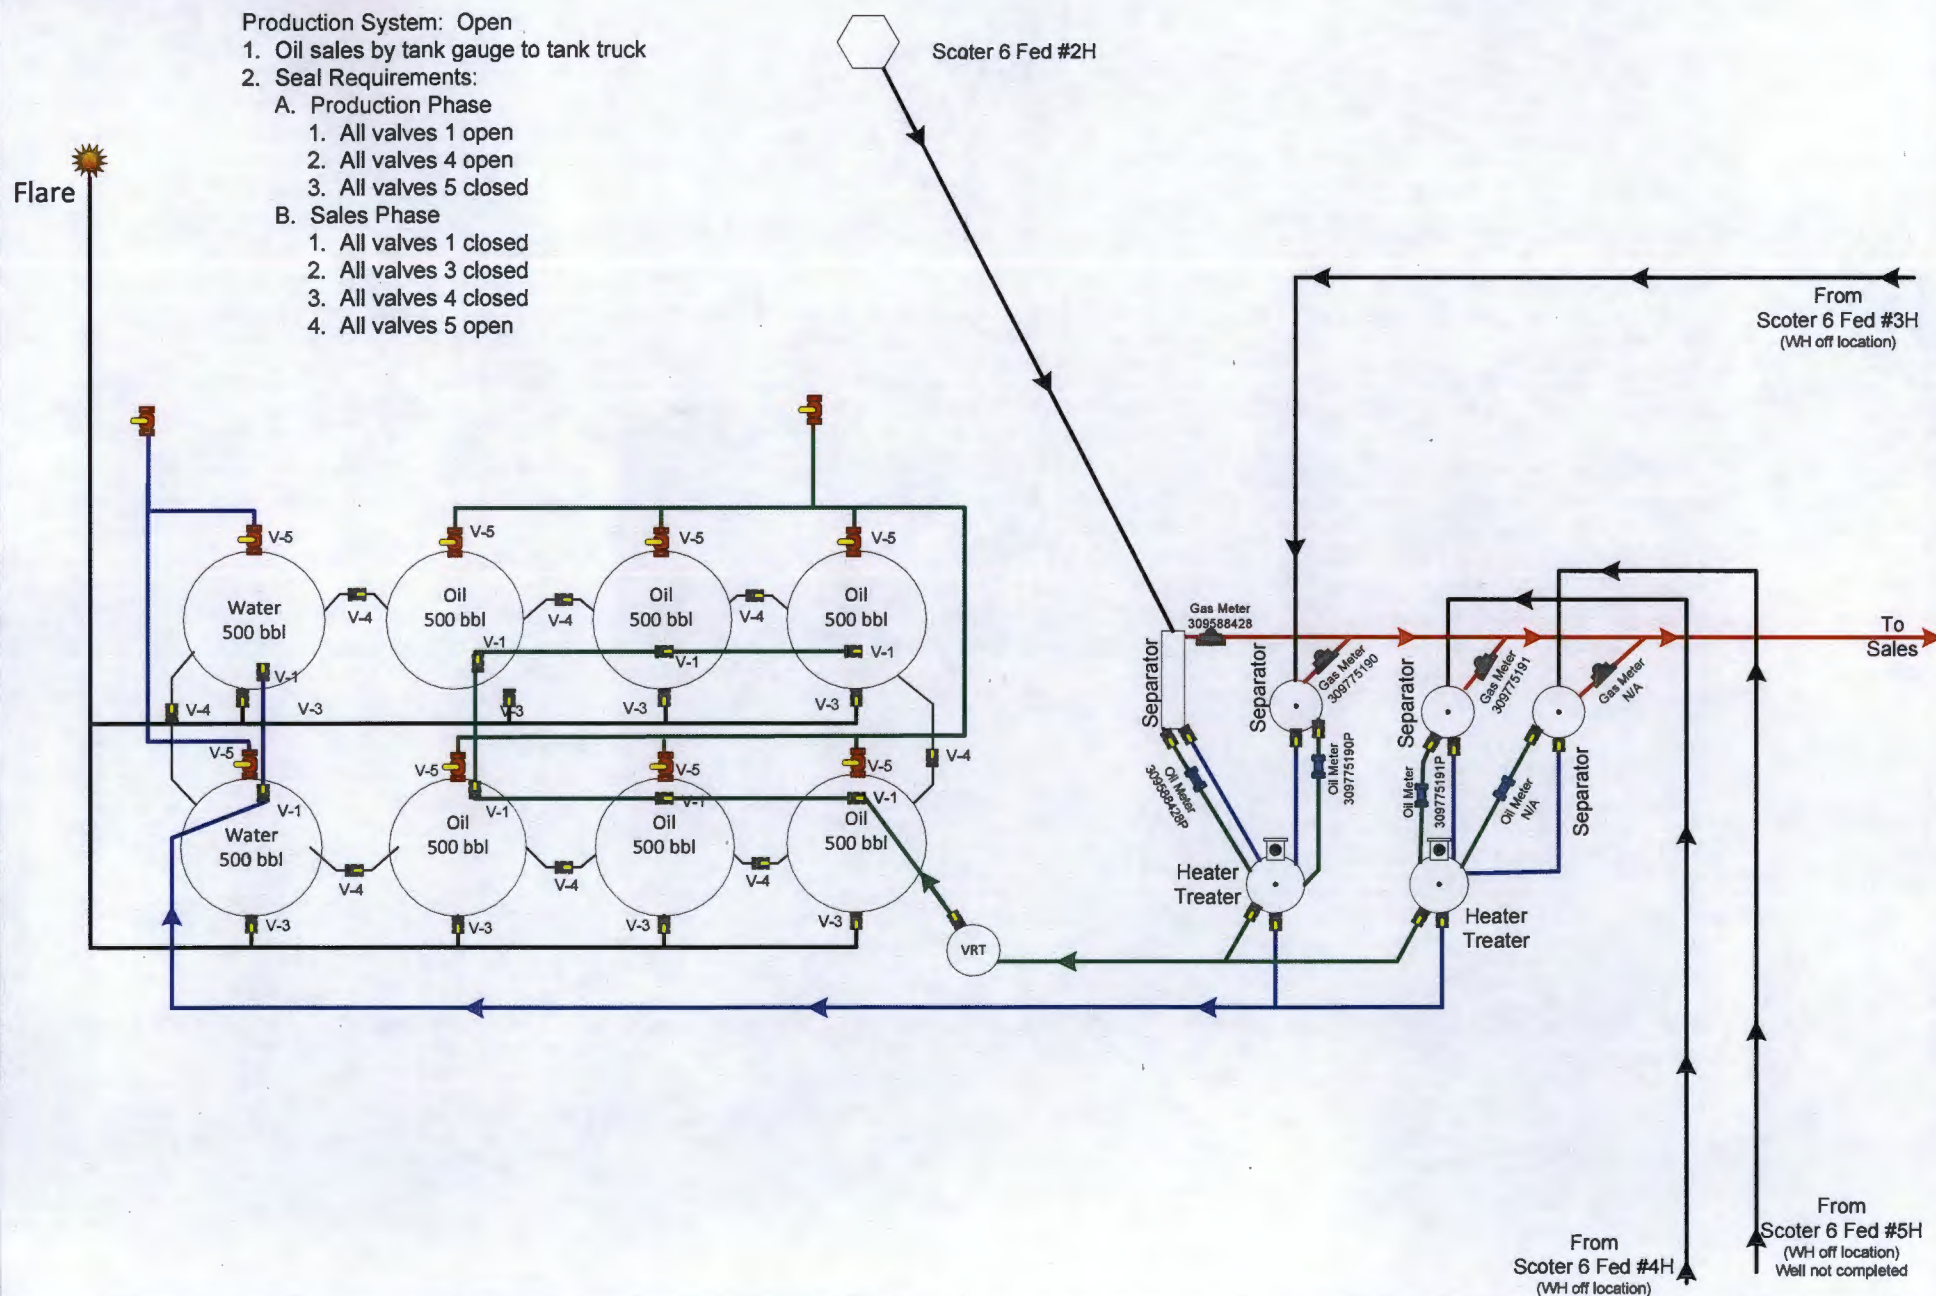 Production System: Open
1. Oil sales by tank gauge to tank truck
2. Seal Requirements:
A. Production Phase
1. All valves 1 open
2. All valves 4 open
3. All valves 5 closed
B. Sales Phase
1. All valves 1 closed
2. All valves 3 closed
3. All valves 4 closed
4. All valves 5 open
Scoter 6 Fed #2H
Flare
From
Scoter 6 Fed #3H
(WH off location)
V-5
V-5
V-5
V-5
Water
500 bbl
Oil
500 bbl
Oil
500 bbl
Oil
500 bbl
V-4
V-4
V-4
V-1
V-1
V-1
V-1
V-4
V-3
V-3
V-3
V-3
V-4
V-5
V-5
V-5
V-5
V-1
V-1
V-1
V-1
Water
500 bbl
Oil
500 bbl
Oil
500 bbl
Oil
500 bbl
V-4
V-4
V-4
V-3
V-3
V-3
V-3
VRT
Gas Meter
309588428
Separator
Separator
Gas Meter
309775190
Separator
Gas Meter
309775191
Gas Meter
N/A
Separator
To
Sales
Oil Meter
309588428P
Oil Meter
309775190P
Oil Meter
309775191P
Oil Meter
N/A
Heater
Treater
Heater
Treater
From
Scoter 6 Fed #4H
(WH off location)
From
Scoter 6 Fed #5H
(WH off location)
Well not completed